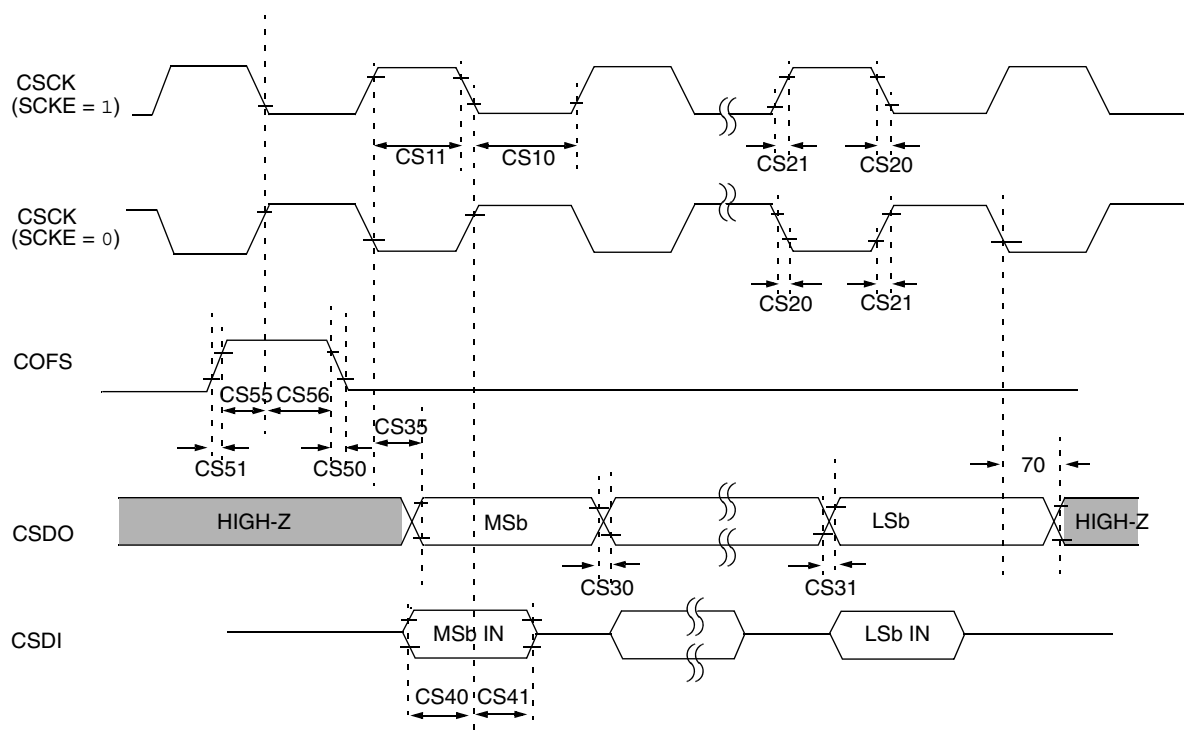 CSCK
(SCKE = 1)
CS11
CS10
CS21
CS20
CSCK
(SCKE = 0)
CS20
CS21
COFS
CS55
CS56
CS35
CS51
CS50
70
CSDO
HIGH-Z
MSb
LSb
HIGH-Z
CS30
CS31
CSDI
MSb IN
LSb IN
CS40
CS41